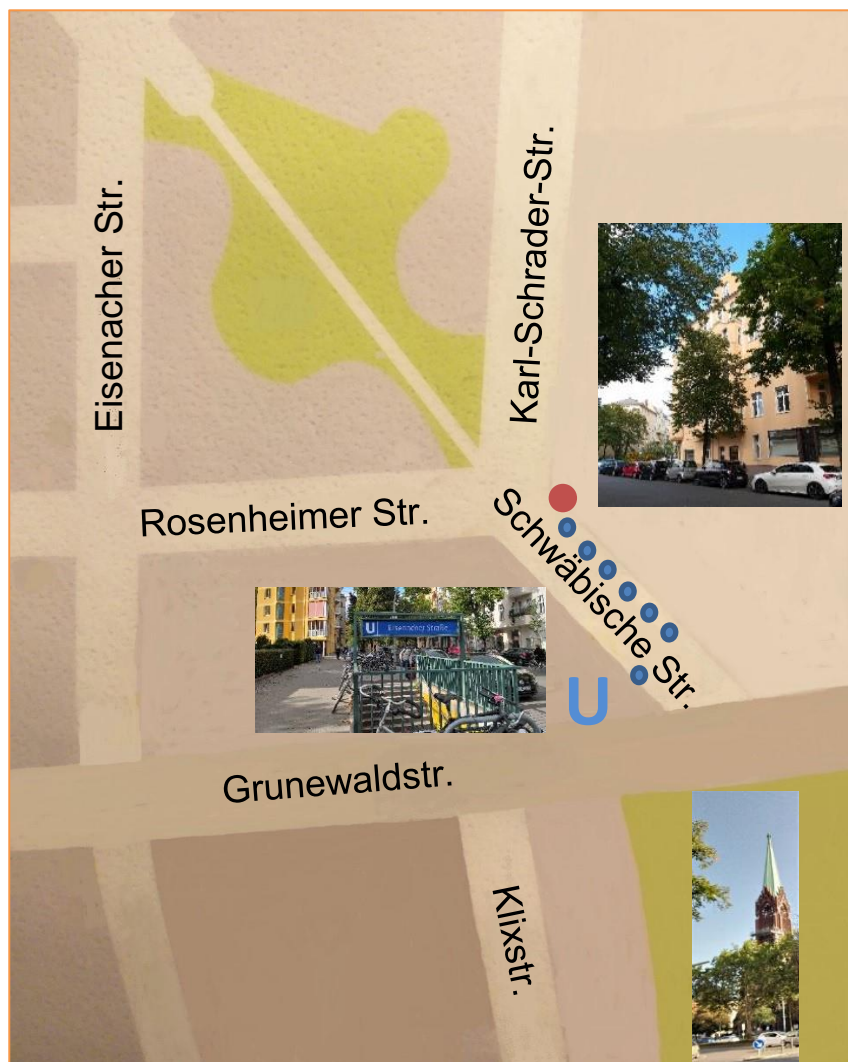 Eisenacher Str.
Karl-Schrader-Str.
Rosenheimer Str.
Schwäbische Str.
U Eisenacher Straße
U
Grunewaldstr.
Klixstr.